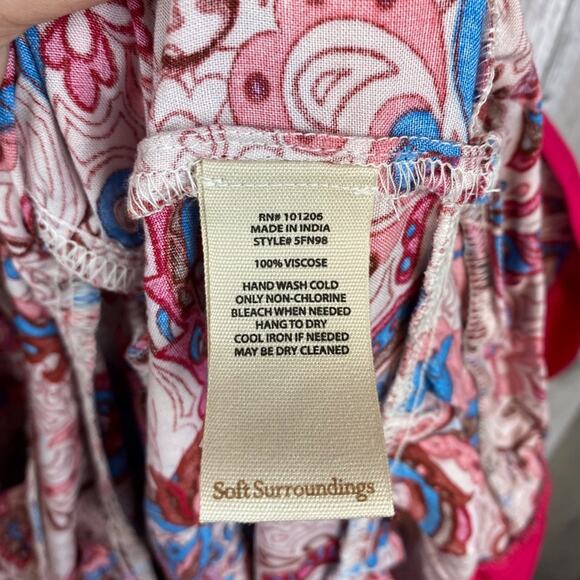 RN# 101206
MADE IN INDIA
STYLE# 5FN98
100% VISCOSE
HAND WASH COLD
ONLY NON-CHLORINE
BLEACH WHEN NEEDED
HANG TO DRY
COOL IRON IF NEEDED
MAY BE DRY CLEANED
Soft Surroundings